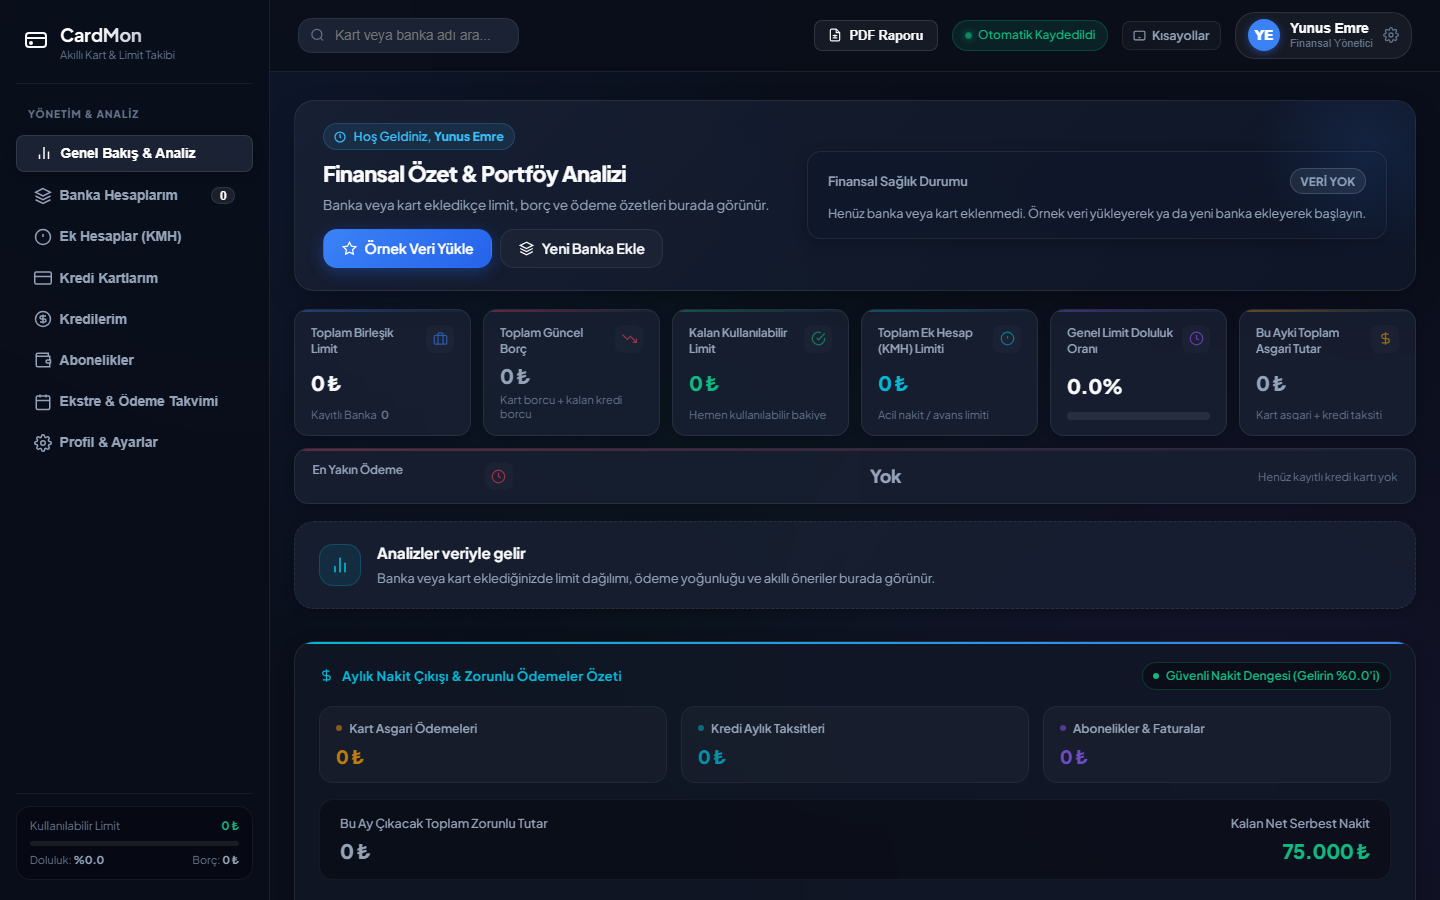 CardMon
Akıllı Kart & Limit Takibi
YÖNETİM & ANALİZ
Genel Bakış & Analiz
Banka Hesaplarım 0
Ek Hesaplar (KMH)
Kredi Kartlarım
Kredilerim
Abonelikler
Ekstre & Ödeme Takvimi
Profil & Ayarlar
Kullanılabilir Limit 0 ₺
Doluluk: %0.0 Borç: 0 ₺
Kart veya banka adı ara...
PDF Raporu
Otomatik Kaydedildi
Kısayollar
YE
Yunus Emre
Finansal Yönetici
Hoş Geldiniz, Yunus Emre
Finansal Özet & Portföy Analizi
Banka veya kart ekledikçe limit, borç ve ödeme özetleri burada görünür.
Örnek Veri Yükle
Yeni Banka Ekle
Finansal Sağlık Durumu VERİ YOK
Henüz banka veya kart eklenmedi. Örnek veri yükleyerek ya da yeni banka ekleyerek başlayın.
Toplam Birleşik
Limit
0 ₺
Kayıtlı Banka 0
Toplam Güncel
Borç
0 ₺
Kart borcu + kalan kredi
borcu
Kalan Kullanılabilir
Limit
0 ₺
Hemen kullanılabilir bakiye
Toplam Ek Hesap
(KMH) Limiti
0 ₺
Acil nakit / avans limiti
Genel Limit Doluluk
Oranı
0.0%
Bu Ayki Toplam
Asgari Tutar
0 ₺
Kart asgari + kredi taksiti
En Yakın Ödeme
Yok
Henüz kayıtlı kredi kartı yok
Analizler veriyle gelir
Banka veya kart eklediğinizde limit dağılımı, ödeme yoğunluğu ve akıllı öneriler burada görünür.
Aylık Nakit Çıkışı & Zorunlu Ödemeler Özeti
Güvenli Nakit Dengesi (Gelirin %0.0'i)
Kart Asgari Ödemeleri
0 ₺
Kredi Aylık Taksitleri
0 ₺
Abonelikler & Faturalar
0 ₺
Bu Ay Çıkacak Toplam Zorunlu Tutar
0 ₺
Kalan Net Serbest Nakit
75.000 ₺